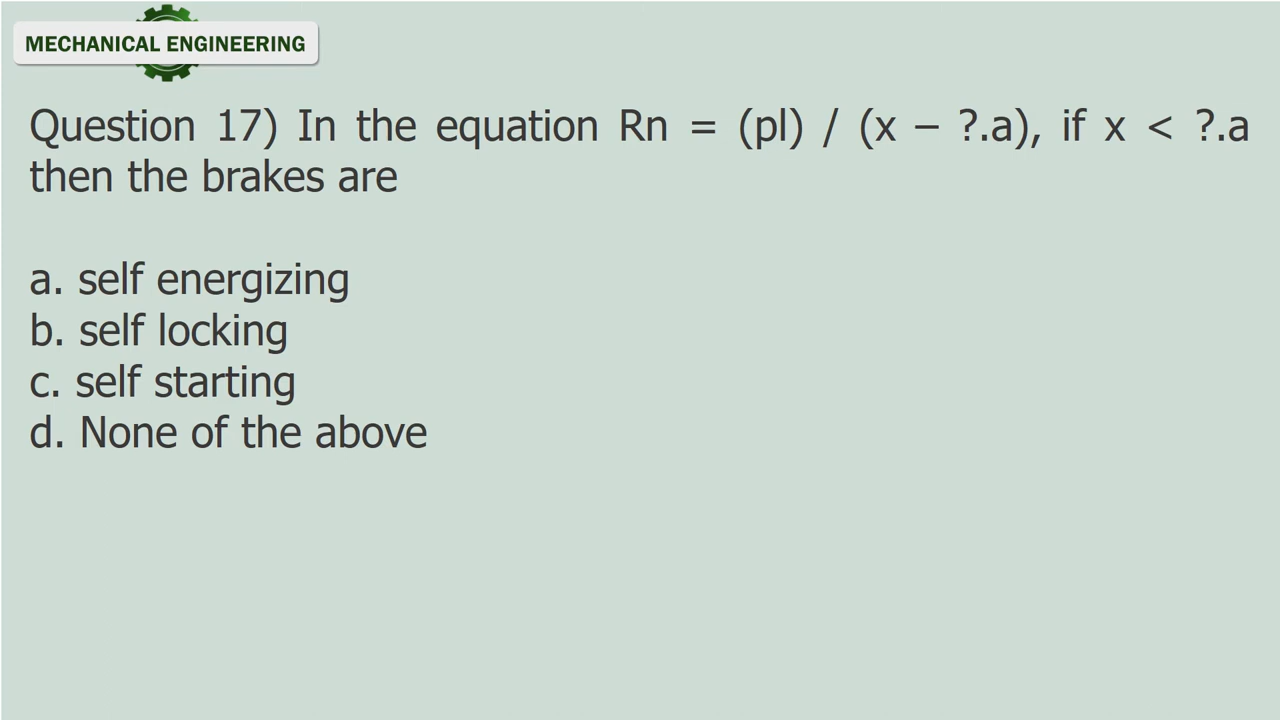 MECHANICAL ENGINEERING
Question 17) In the equation Rn = (pl) / (x – ?.a), if x < ?.a
then the brakes are
a. self energizing
b. self locking
c. self starting
d. None of the above